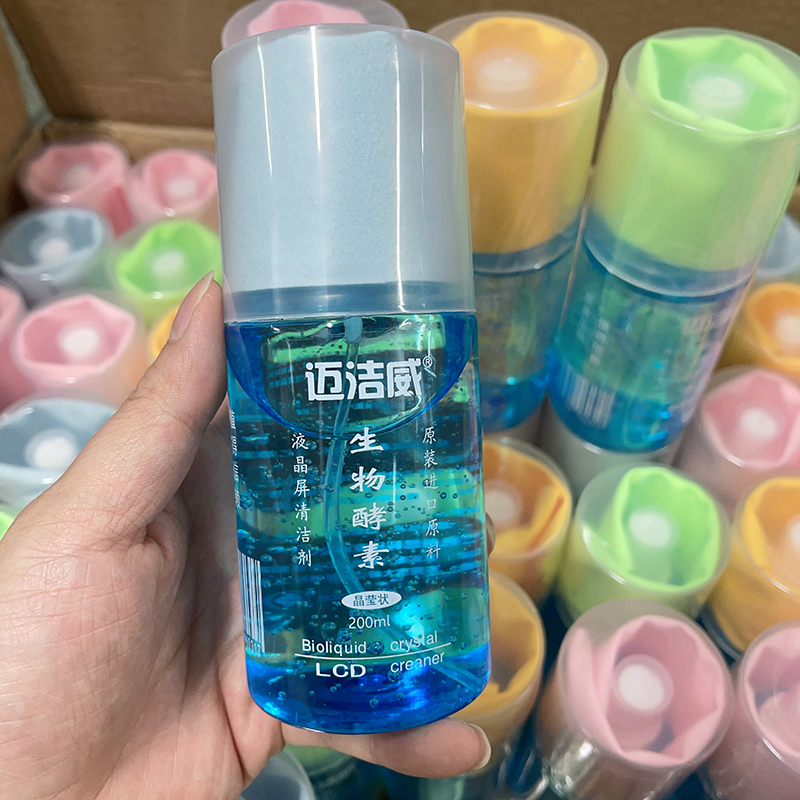 迈洁威®
生物酵素
原装进口原料
液晶屏清洁剂
晶莹状
200ml
Bioliquid crystal
LCD creaner